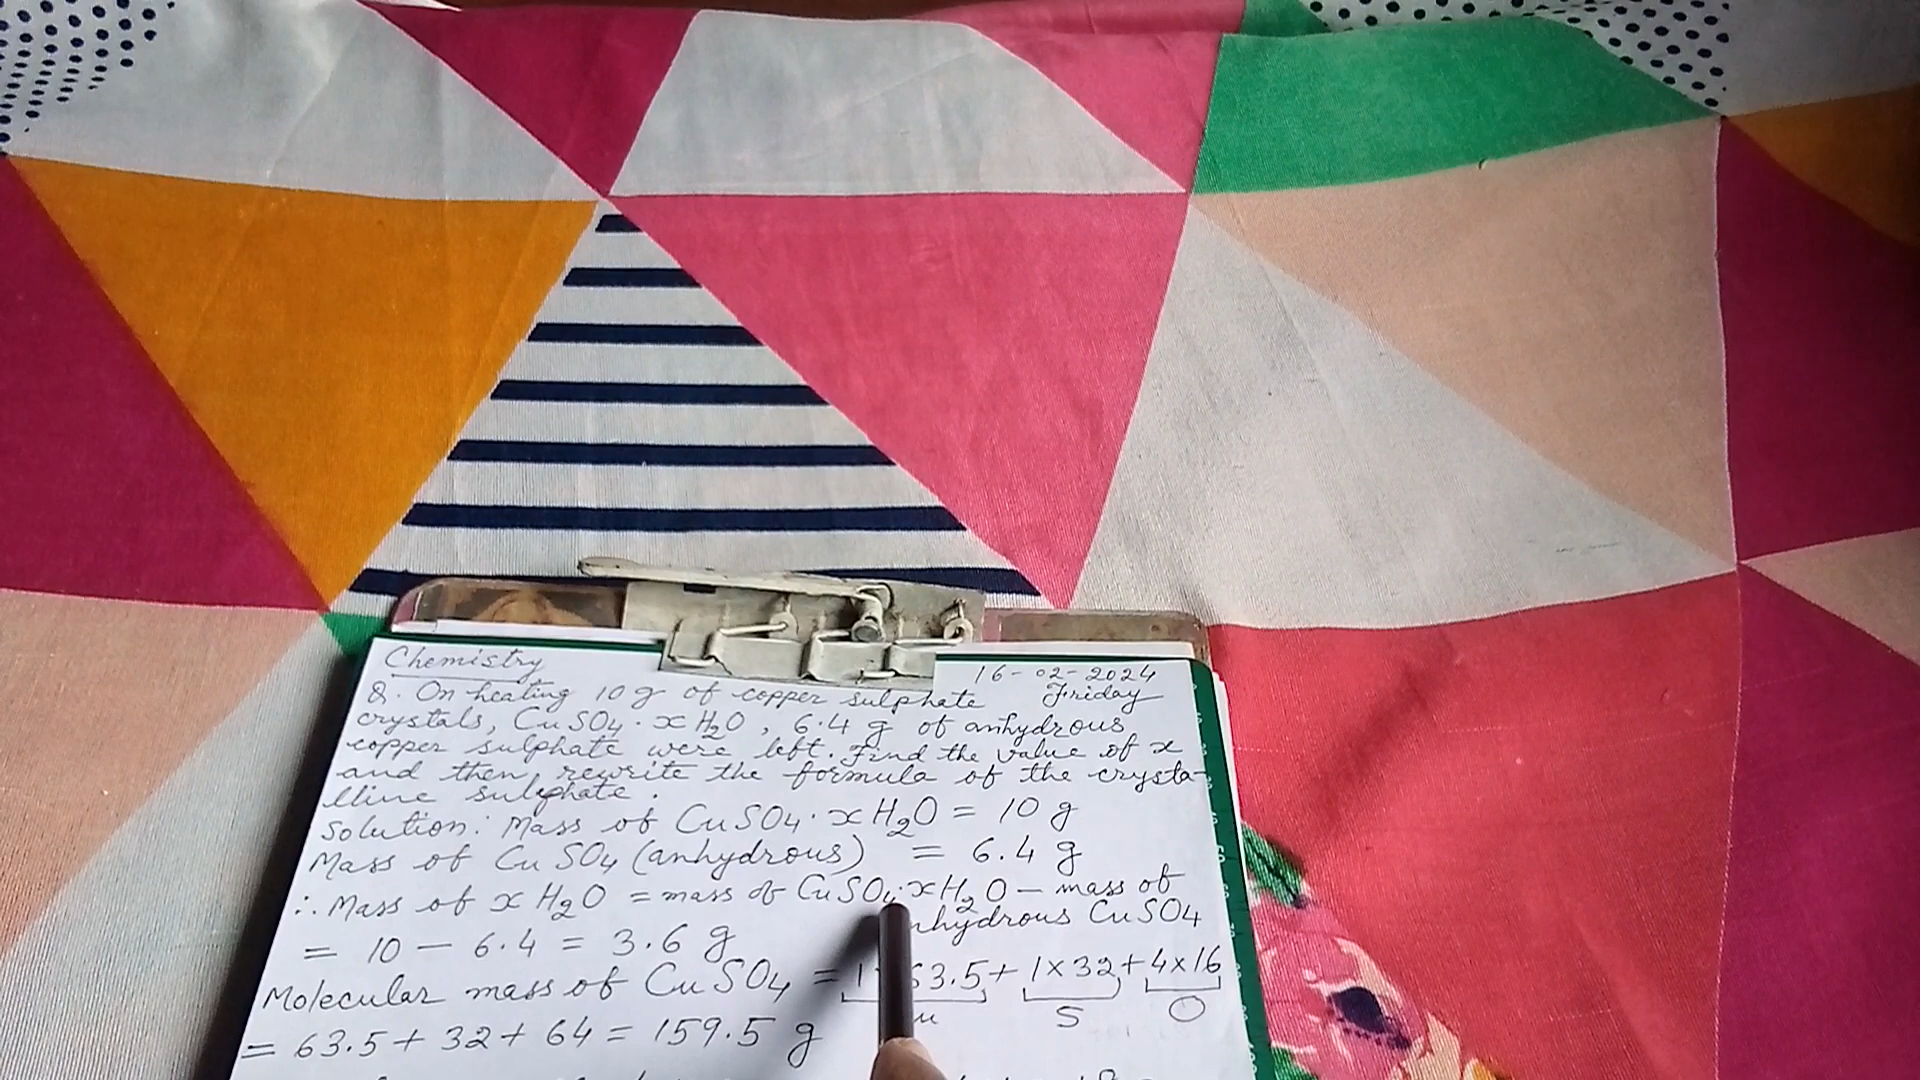 Chemistry
16-02-2024
Q. On heating 10 g of copper sulphate Friday
crystals, CuSO4 . xH2O, 6.4 g of anhydrous
copper sulphate were left. Find the value of x
and then rewrite the formula of the crysta-
lline sulphate.
Solution: Mass of CuSO4 . xH2O = 10 g
Mass of CuSO4 (anhydrous) = 6.4 g
∴ Mass of xH2O = mass of CuSO4.xH2O – mass of
CuSO4
= 10 – 6.4 = 3.6 g
Molecular mass of CuSO4 = 1 63.5 + 1×32 + 4×16
S O
= 63.5 + 32 + 64 = 159.5 g